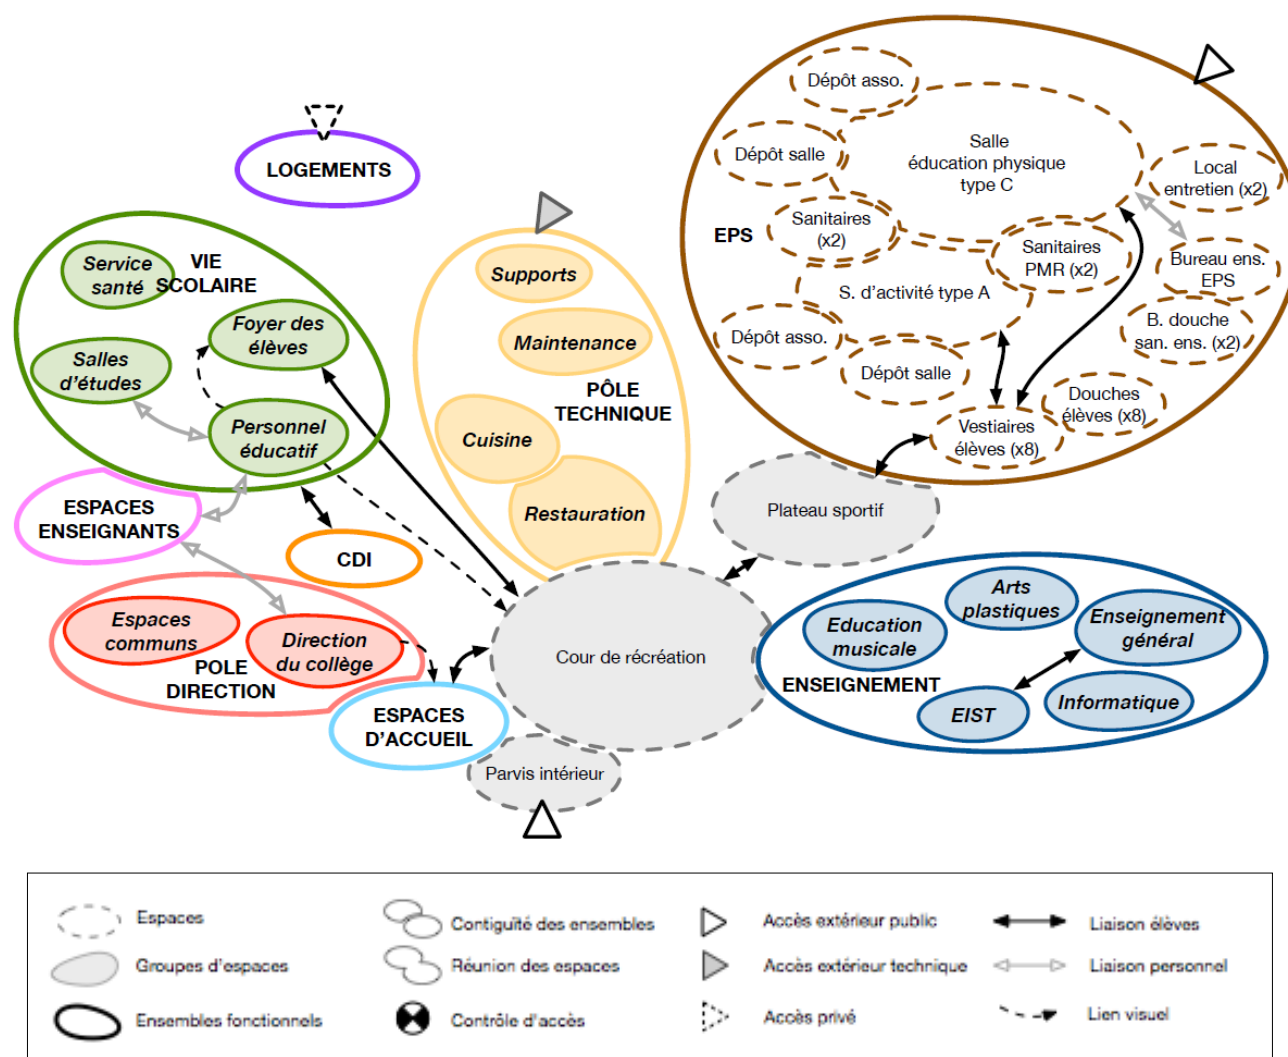 LOGEMENTS
VIE
SCOLAIRE
Service
santé
Foyer des
élèves
Salles
d'études
Personnel
éducatif
ESPACES
ENSEIGNANTS
CDI
Espaces
communs
Direction
du collège
POLE
DIRECTION
ESPACES
D'ACCUEIL
Supports
Maintenance
PÔLE
TECHNIQUE
Cuisine
Restauration
Cour de récréation
Parvis intérieur
Plateau sportif
EPS
Dépôt asso.
Dépôt salle
Salle
éducation physique
type C
Local
entretien (x2)
Sanitaires
(x2)
Sanitaires
PMR (x2)
Bureau ens.
EPS
S. d'activité type A
B. douche
san. ens. (x2)
Dépôt asso.
Dépôt salle
Douches
élèves (x8)
Vestiaires
élèves (x8)
Education
musicale
Arts
plastiques
Enseignement
général
ENSEIGNEMENT
EIST
Informatique
Espaces
Groupes d'espaces
Ensembles fonctionnels
Contiguïté des ensembles
Réunion des espaces
Contrôle d'accès
Accès extérieur public
Accès extérieur technique
Accès privé
Liaison élèves
Liaison personnel
Lien visuel